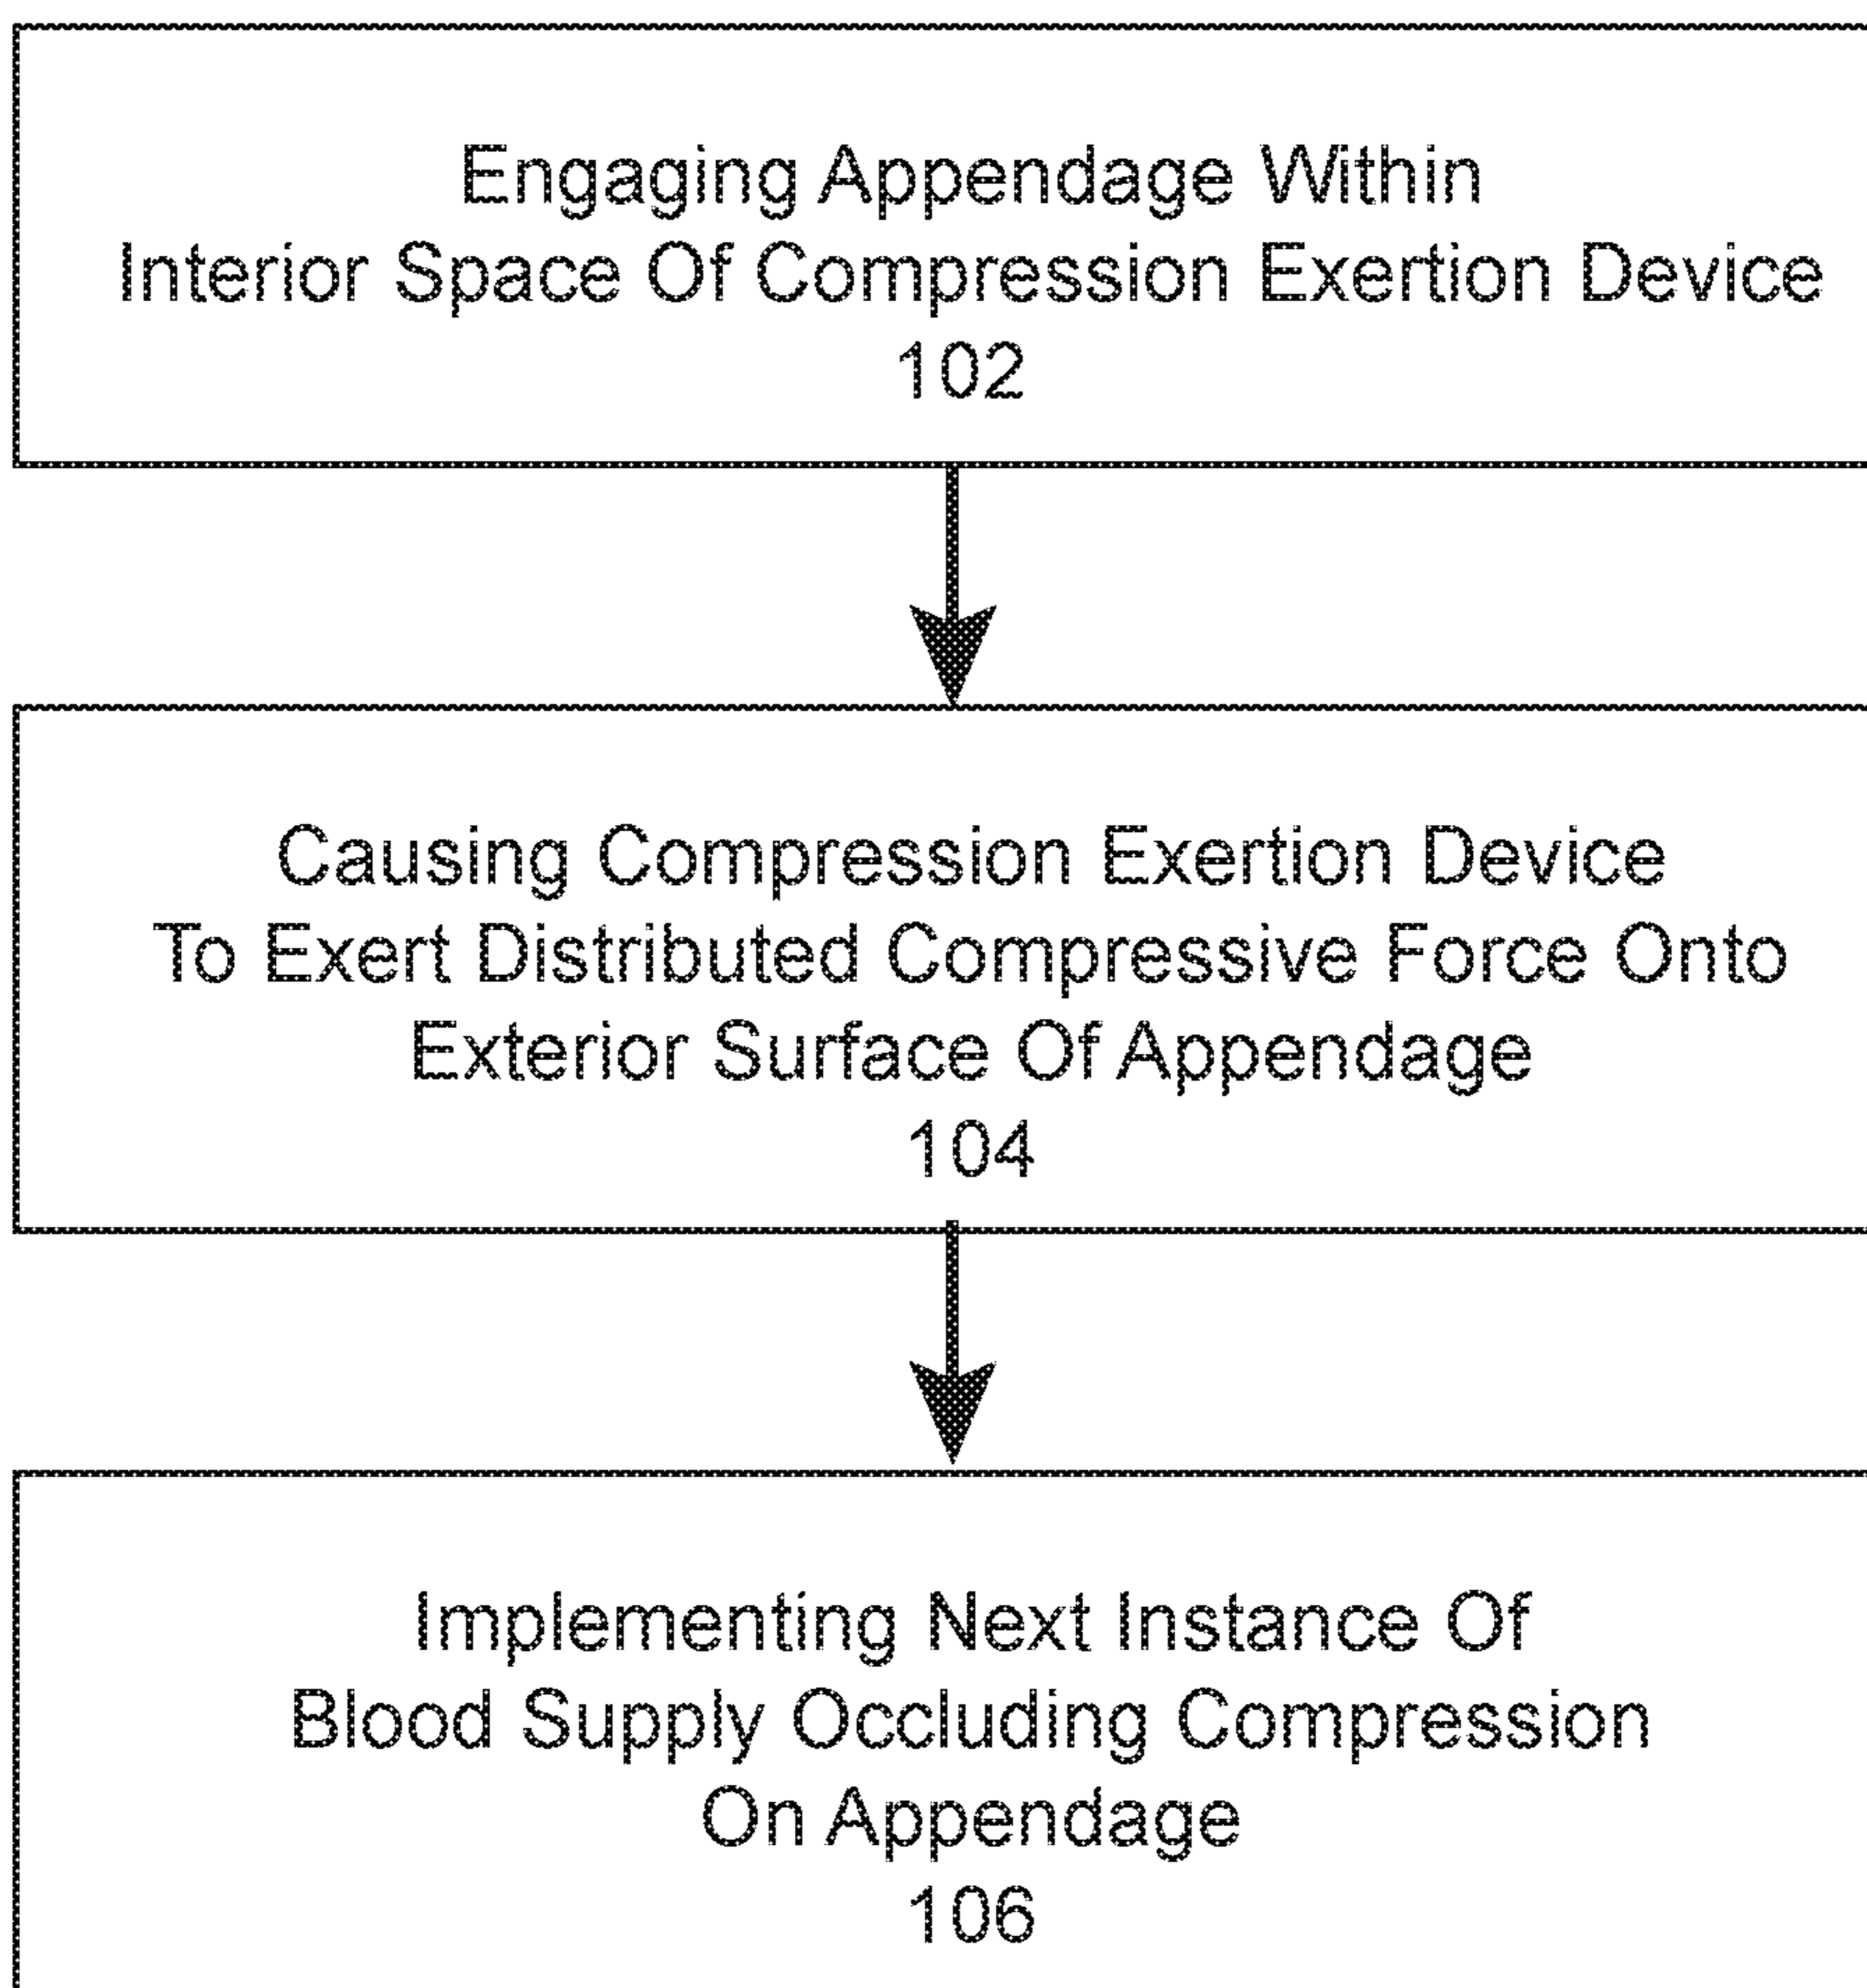 Engaging Appendage Within
Interior Space Of Compression Exertion Device
102
Causing Compression Exertion Device
To Exert Distributed Compressive Force Onto
Exterior Surface Of Appendage
104
Implementing Next Instance Of
Blood Supply Occluding Compression
On Appendage
106